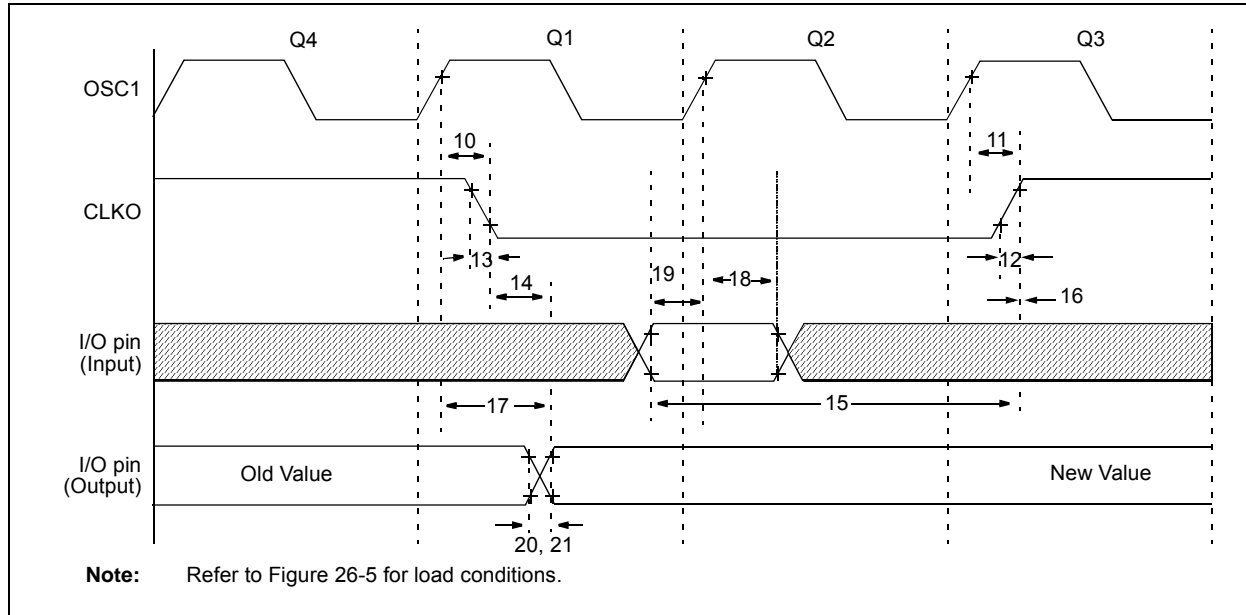 Q4 Q1 Q2 Q3
OSC1
10 11
CLKO
13 12
14 19 18 16
I/O pin
(Input)
17 15
I/O pin
(Output)
Old Value New Value
20, 21
Note: Refer to Figure 26-5 for load conditions.